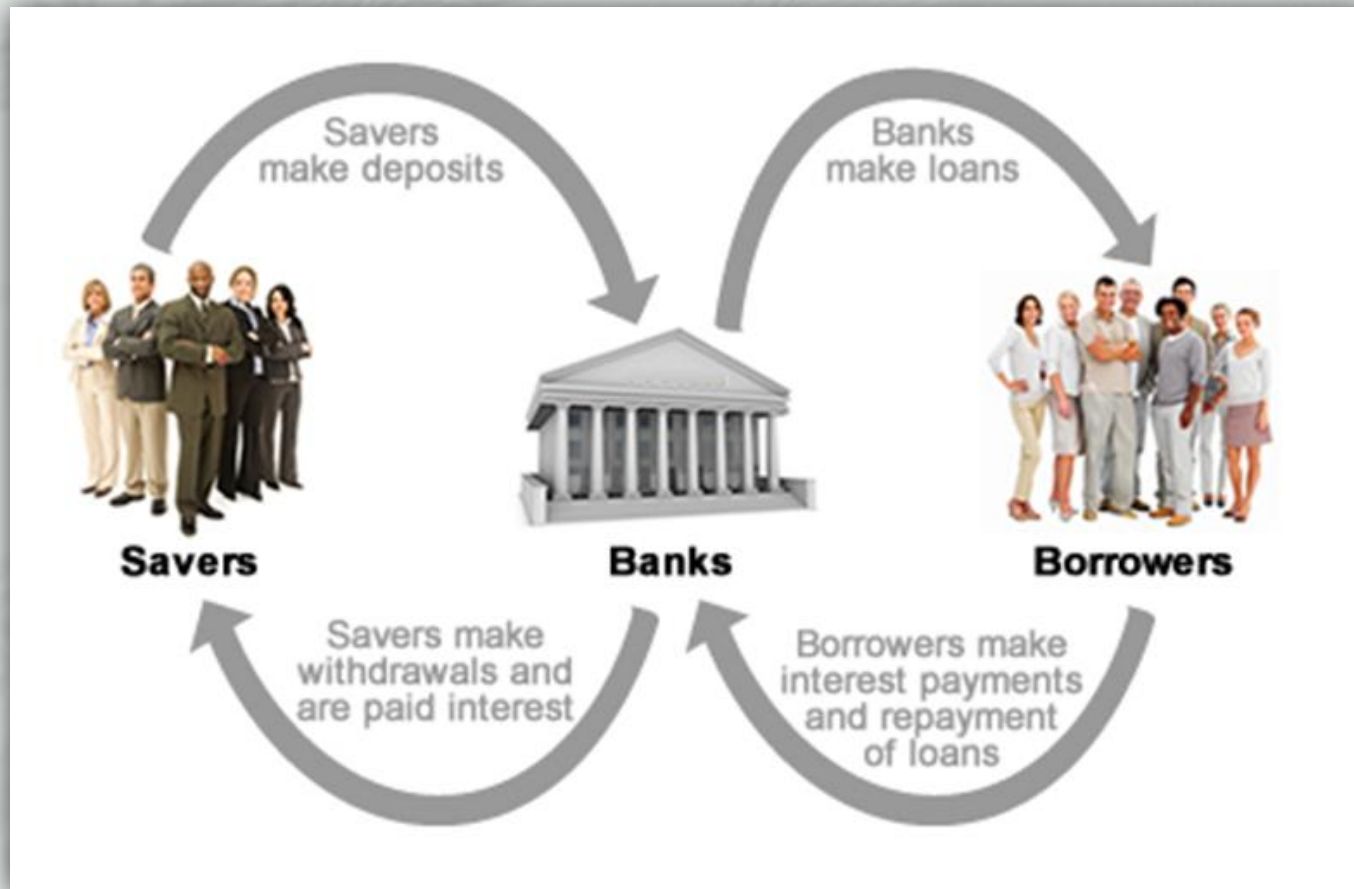 Savers
make deposits
Banks
make loans
Savers
Banks
Borrowers
Savers make
withdrawals and
are paid interest
Borrowers make
interest payments
and repayment
of loans